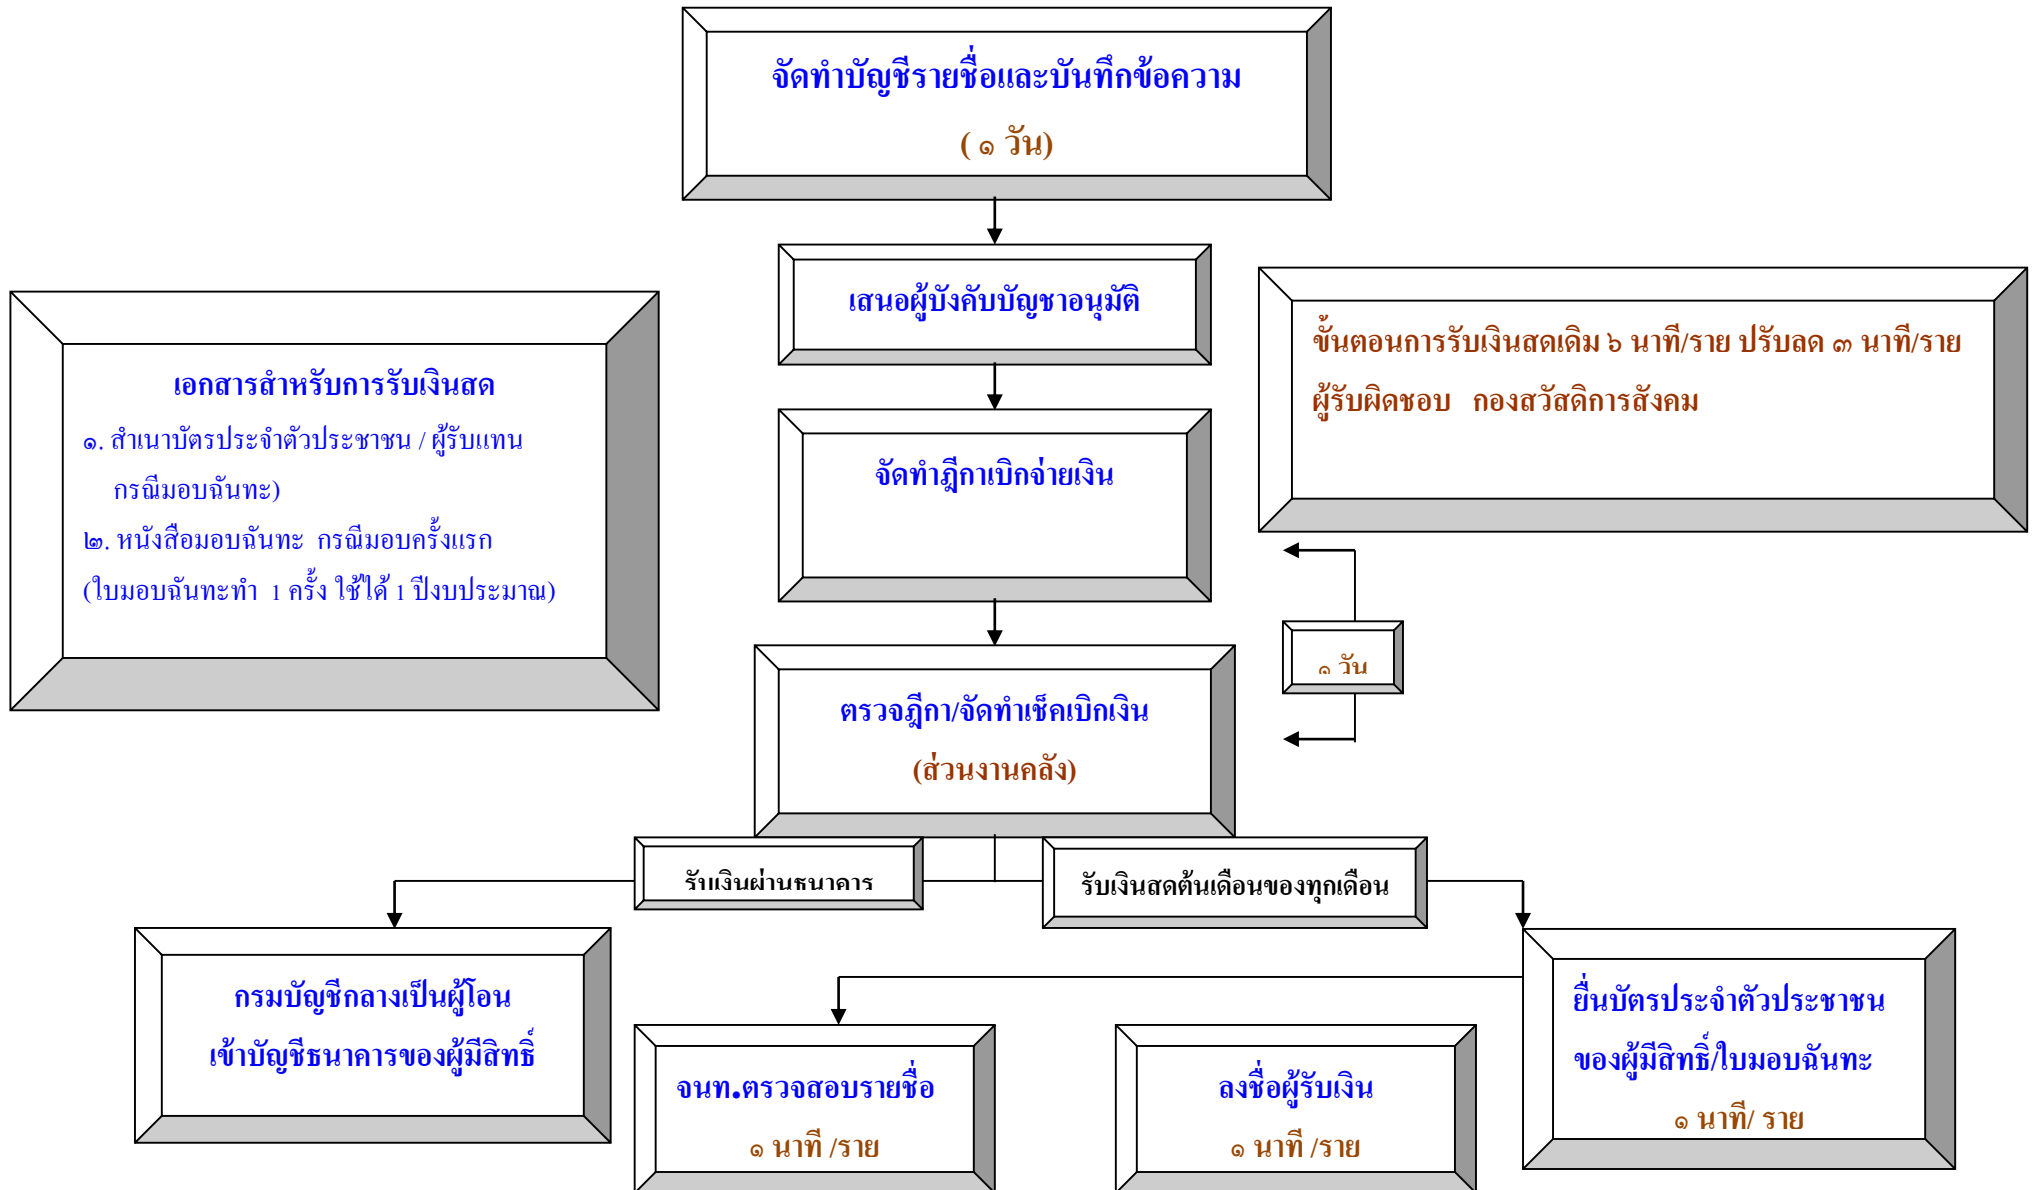 จัดทำบัญชีรายชื่อและบันทึกข้อความ
( ๑ วัน)
เสนอผู้บังคับบัญชาอนุมัติ
ขั้นตอนการรับเงินสดเดิม ๖ นาที/ราย ปรับลด ๓ นาที/ราย
ผู้รับผิดชอบ กองสวัสดิการสังคม
เอกสารสำหรับการรับเงินสด
๑. สำเนาบัตรประจำตัวประชาชน / ผู้รับแทน
กรณีมอบฉันทะ)
๒. หนังสือมอบฉันทะ กรณีมอบครั้งแรก
(ใบมอบฉันทะทำ 1 ครั้ง ใช้ได้ 1 ปีงบประมาณ)
จัดทำฎีกาเบิกจ่ายเงิน
๑ วัน
ตรวจฎีกา/จัดทำเช็คเบิกเงิน
(ส่วนงานคลัง)
รับเงินผ่านธนาคาร
รับเงินสดต้นเดือนของทุกเดือน
กรมบัญชีกลางเป็นผู้โอน
เข้าบัญชีธนาคารของผู้มีสิทธิ์
จนท.ตรวจสอบรายชื่อ
๑ นาที /ราย
ลงชื่อผู้รับเงิน
๑ นาที /ราย
ยื่นบัตรประจำตัวประชาชน
ของผู้มีสิทธิ์/ใบมอบฉันทะ
๑ นาที/ ราย